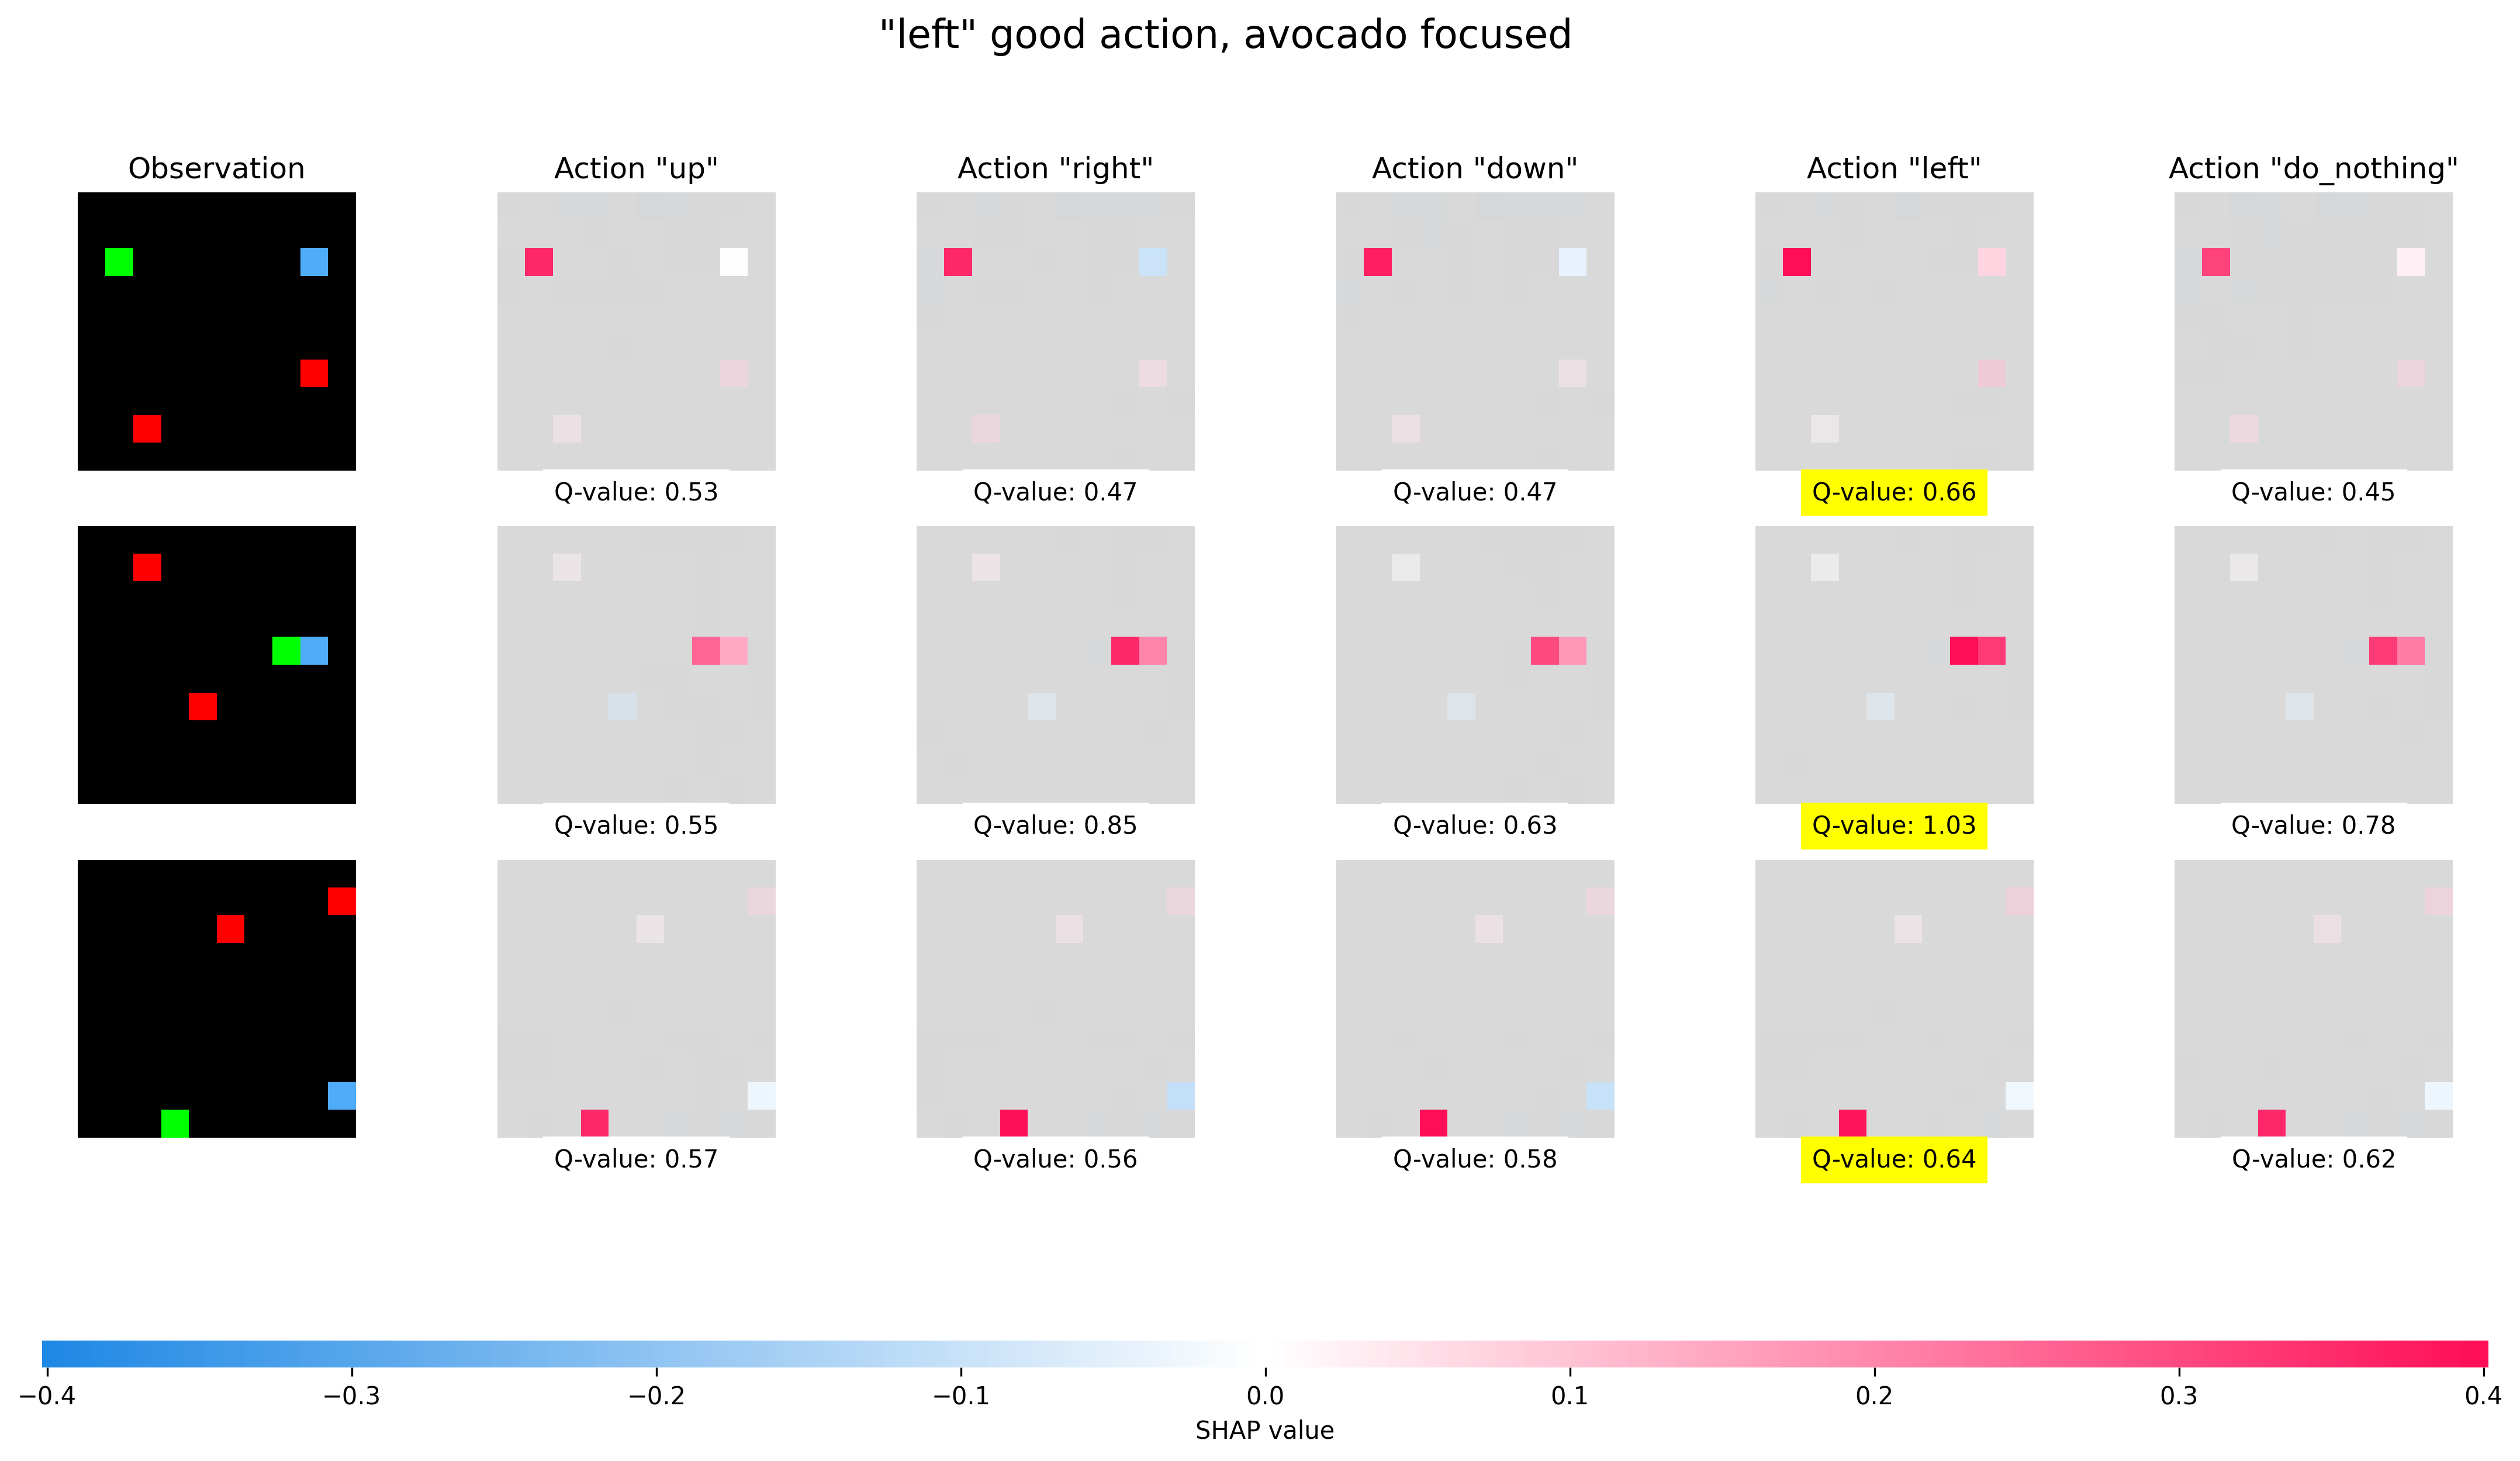 "left" good action, avocado focused
Observation
Action "up"
Action "right"
Action "down"
Action "left"
Action "do_nothing"
Q-value: 0.53
Q-value: 0.47
Q-value: 0.47
Q-value: 0.66
Q-value: 0.45
Q-value: 0.55
Q-value: 0.85
Q-value: 0.63
Q-value: 1.03
Q-value: 0.78
Q-value: 0.57
Q-value: 0.56
Q-value: 0.58
Q-value: 0.64
Q-value: 0.62
−0.4
−0.3
−0.2
−0.1
0.0
0.1
0.2
0.3
0.4
SHAP value